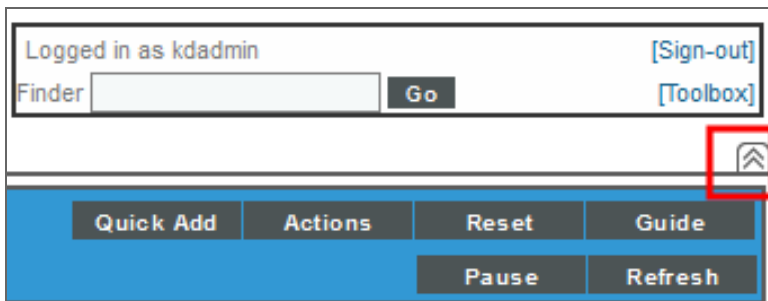 Logged in as kdadmin [Sign-out]
Finder Go [Toolbox]
Quick Add Actions Reset Guide
Pause Refresh